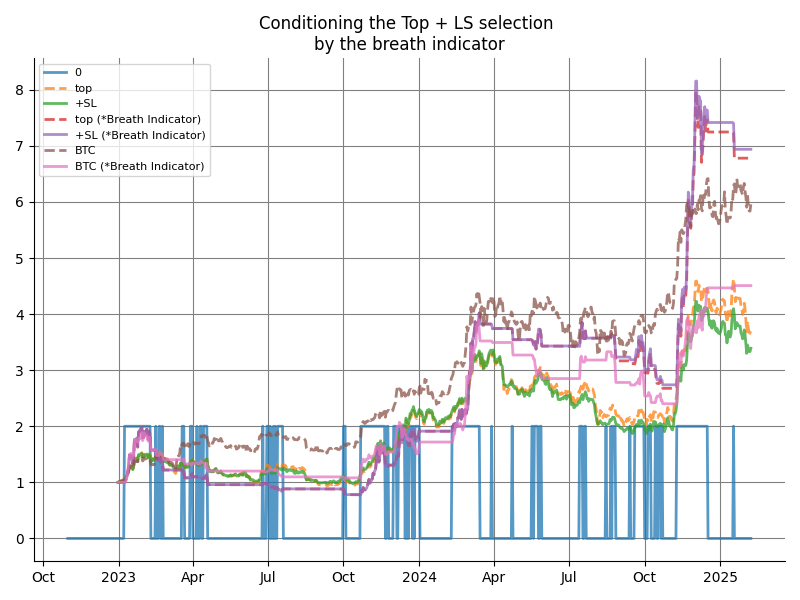 Conditioning the Top + LS selection
by the breath indicator
0
top
+SL
top (*Breath Indicator)
+SL (*Breath Indicator)
BTC
BTC (*Breath Indicator)
8
7
6
5
4
3
2
1
0
Oct 2023 Apr Jul Oct 2024 Apr Jul Oct 2025